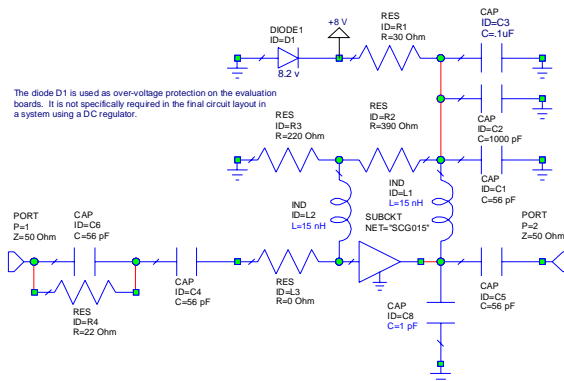 +8 V
DIODE1
ID=D1
8.2 v
RES
ID=R1
R=30 Ohm
CAP
ID=C3
C=.1uF
The diode D1 is used as over-voltage protection on the evaluation
boards. It is not specifically required in the final circuit layout in
a system using a DC regulator.
RES
ID=R3
R=220 Ohm
RES
ID=R2
R=390 Ohm
CAP
ID=C2
C=1000 pF
CAP
ID=C1
C=56 pF
IND
ID=L2
L=15 nH
IND
ID=L1
L=15 nH
SUBCKT
NET="SCG015"
PORT
P=1
Z=50 Ohm
CAP
ID=C6
C=56 pF
CAP
ID=C4
C=56 pF
RES
ID=L3
R=0 Ohm
RES
ID=R4
R=22 Ohm
CAP
ID=C8
C=1 pF
CAP
ID=C5
C=56 pF
PORT
P=2
Z=50 Ohm